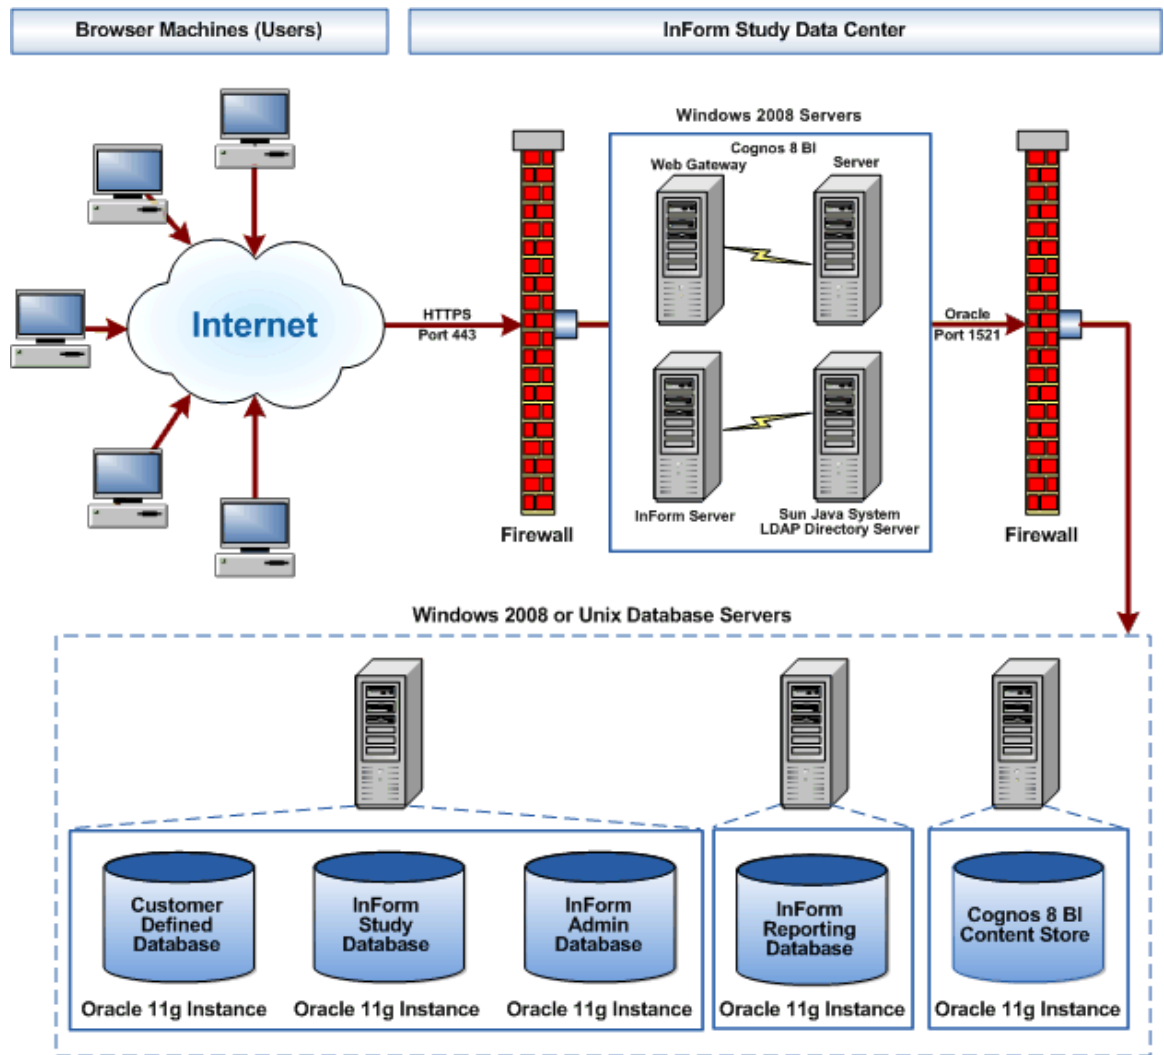 Browser Machines (Users)
InForm Study Data Center
Windows 2008 Servers
Cognos 8 BI
Web Gateway
Server
Internet
HTTPS
Port 443
Oracle
Port 1521
InForm Server
Sun Java System
LDAP Directory Server
Firewall
Firewall
Windows 2008 or Unix Database Servers
Customer
Defined
Database
InForm
Study
Database
InForm
Admin
Database
InForm
Reporting
Database
Cognos 8 BI
Content Store
Oracle 11g Instance
Oracle 11g Instance
Oracle 11g Instance
Oracle 11g Instance
Oracle 11g Instance